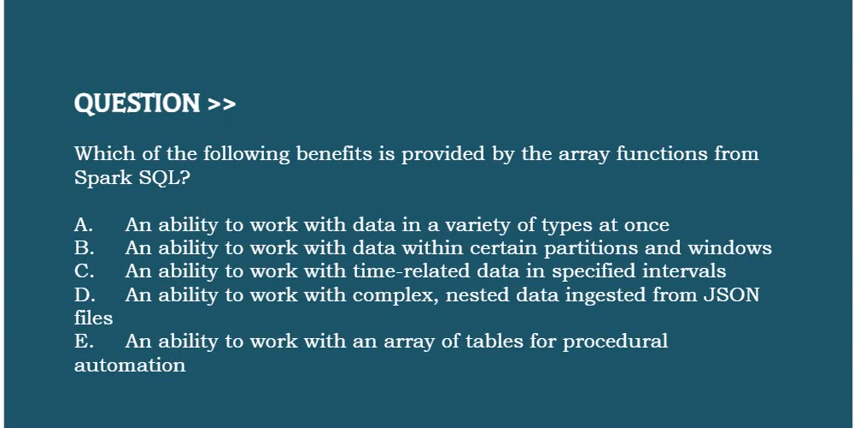 QUESTION >>
Which of the following benefits is provided by the array functions from
Spark SQL?
A. An ability to work with data in a variety of types at once
B. An ability to work with data within certain partitions and windows
C. An ability to work with time-related data in specified intervals
D. An ability to work with complex, nested data ingested from JSON
files
E. An ability to work with an array of tables for procedural
automation